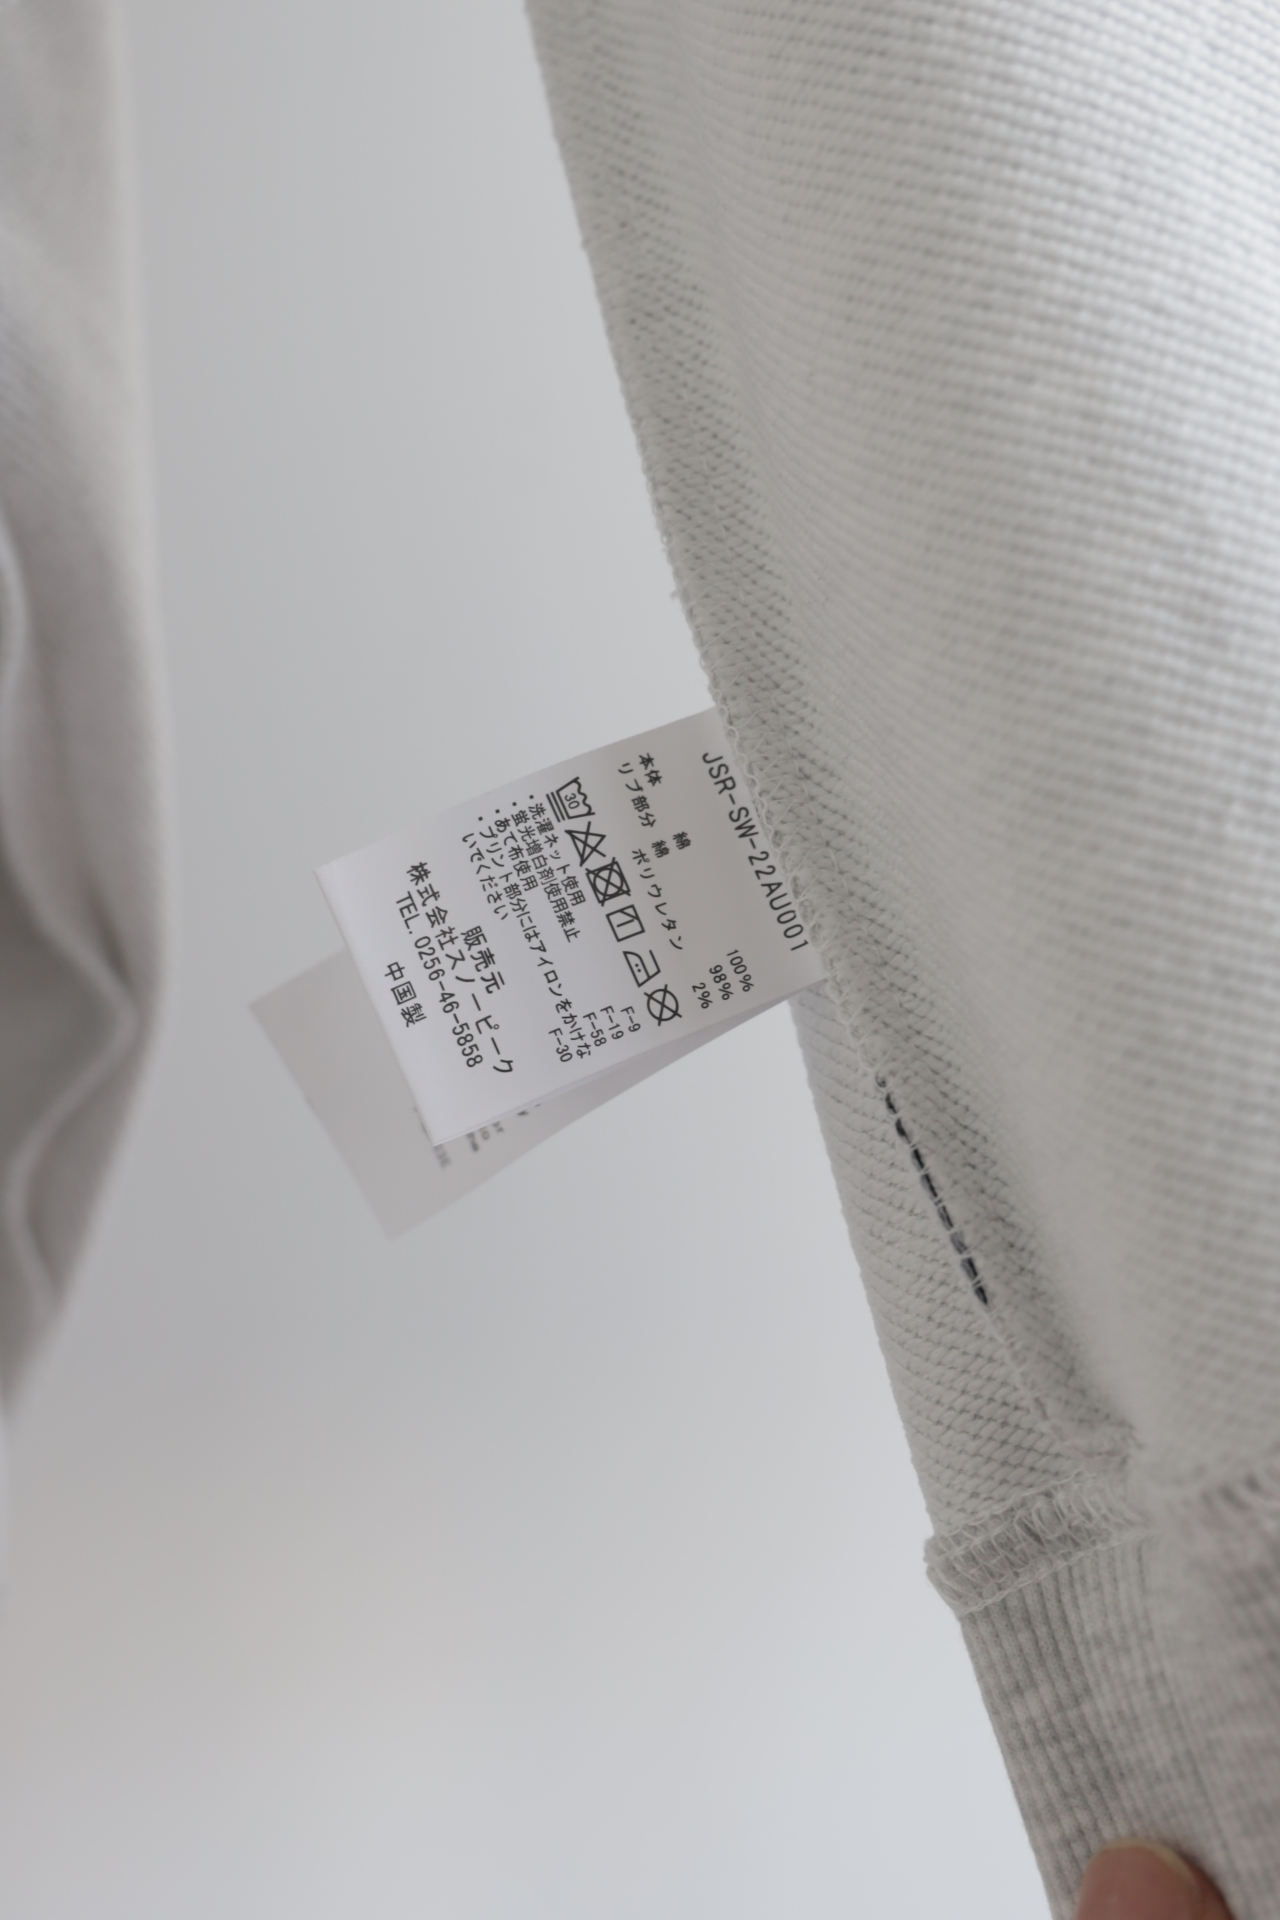 JSR-SW-22AU001
本体 綿 100%
リブ部分 綿 98%
ポリウレタン 2%
30
・洗濯ネット使用 F-9
・蛍光増白剤使用禁止 F-19
・あて布使用 F-58
・プリント部分にはアイロンをかけな
いでください F-30
販売元
株式会社スノーピーク
TEL. 0256-46-5858
中国製